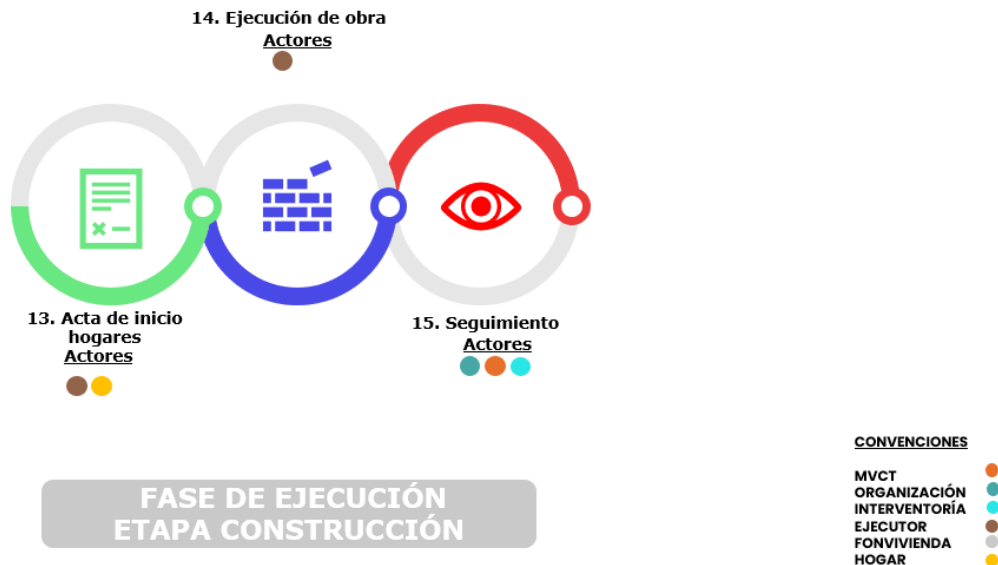 14. Ejecución de obra
Actores
13. Acta de inicio
hogares
Actores
15. Seguimiento
Actores
FASE DE EJECUCIÓN
ETAPA CONSTRUCCIÓN
CONVENCIONES
MVCT
ORGANIZACIÓN
INTERVENTORÍA
EJECUTOR
FONVIVIENDA
HOGAR